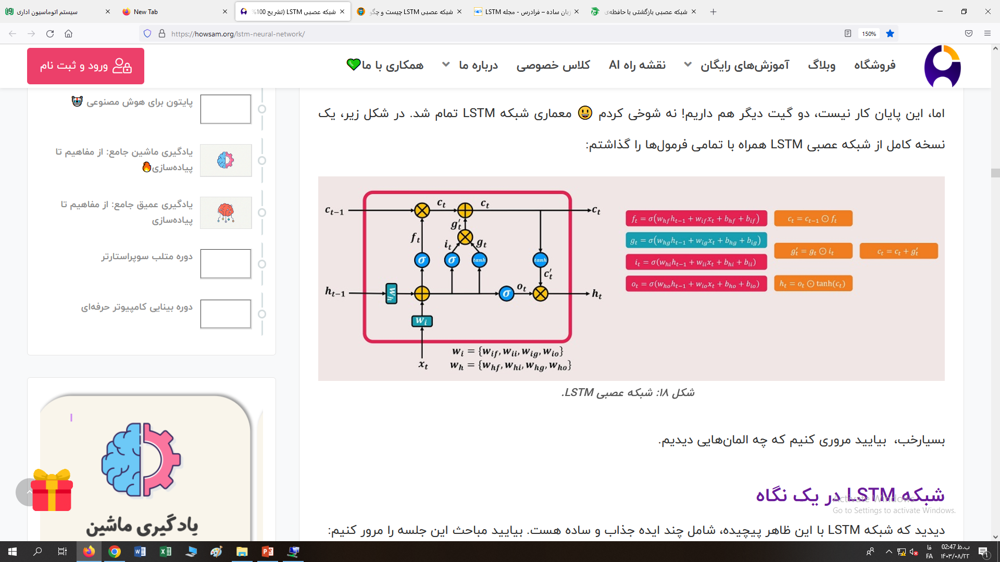 سیستم اتوماسیون اداری
New Tab
شبکه عصبی LSTM (تشریح 100%
شبکه عصبی LSTM چیست و چگو
زبان ساده – فرادرس - مجله LSTM
شبکه عصبی بازگشتی با حافظه‌ی
https://howsam.org/lstm-neural-network/
150%
فروشگاه
وبلاگ
آموزش‌های رایگان
نقشه راه AI
کلاس خصوصی
درباره ما
همکاری با ما
ورود و ثبت نام
پایتون برای هوش مصنوعی
یادگیری ماشین جامع: از مفاهیم تا
پیاده‌سازی
یادگیری عمیق جامع: از مفاهیم تا
پیاده‌سازی
دوره متلب سوپراستارتر
دوره بینایی کامپیوتر حرفه‌ای
یادگیری ماشین
اما، این پایان کار نیست، دو گیت دیگر هم داریم! نه شوخی کردم 😀 معماری شبکه LSTM تمام شد. در شکل زیر، یک
نسخه کامل از شبکه عصبی LSTM همراه با تمامی فرمول‌ها را گذاشتم:
c_{t−1}
c_t
c_t
c_t
g'_t
f_t
i_t
g_t
σ
σ
tanh
tanh
c'_t
h_{t−1}
w_h
σ
o_t
h_t
w_i
x_t
w_i = {w_{if}, w_{ii}, w_{ig}, w_{io}}
w_h = {w_{hf}, w_{hi}, w_{hg}, w_{ho}}
f_t = σ(w_{hf}h_{t−1} + w_{if}x_t + b_{hf} + b_{if})
c_t = c_{t−1} ⊙ f_t
g_t = σ(w_{hg}h_{t−1} + w_{ig}x_t + b_{hg} + b_{ig})
g'_t = g_t ⊙ i_t
c_t = c_t + g'_t
i_t = σ(w_{hi}h_{t−1} + w_{ii}x_t + b_{hi} + b_{ii})
o_t = σ(w_{ho}h_{t−1} + w_{io}x_t + b_{ho} + b_{io})
h_t = o_t ⊙ tanh(c_t)
شکل ۱۸: شبکه عصبی LSTM.
بسیارخب، بیایید مروری کنیم که چه المان‌هایی دیدیم.
شبکه LSTM در یک نگاه
دیدید که شبکه LSTM با این ظاهر پیچیده، شامل چند ایده جذاب و ساده هست. بیایید مباحث این جلسه را مرور کنیم:
Activate Windows
Go to Settings to activate Windows.
فا
FA
02:47 ب.ظ
۱۴۰۳/۰۸/۲۲